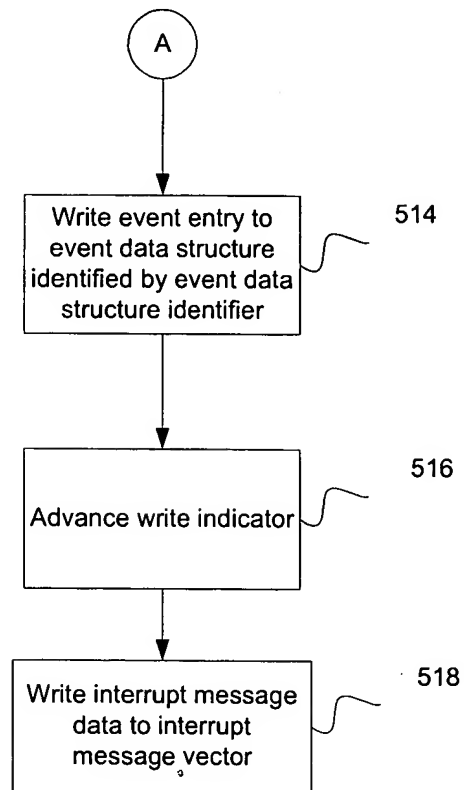 A
Write event entry to
event data structure
identified by event data
structure identifier
514
Advance write indicator
516
Write interrupt message
data to interrupt
message vector
518